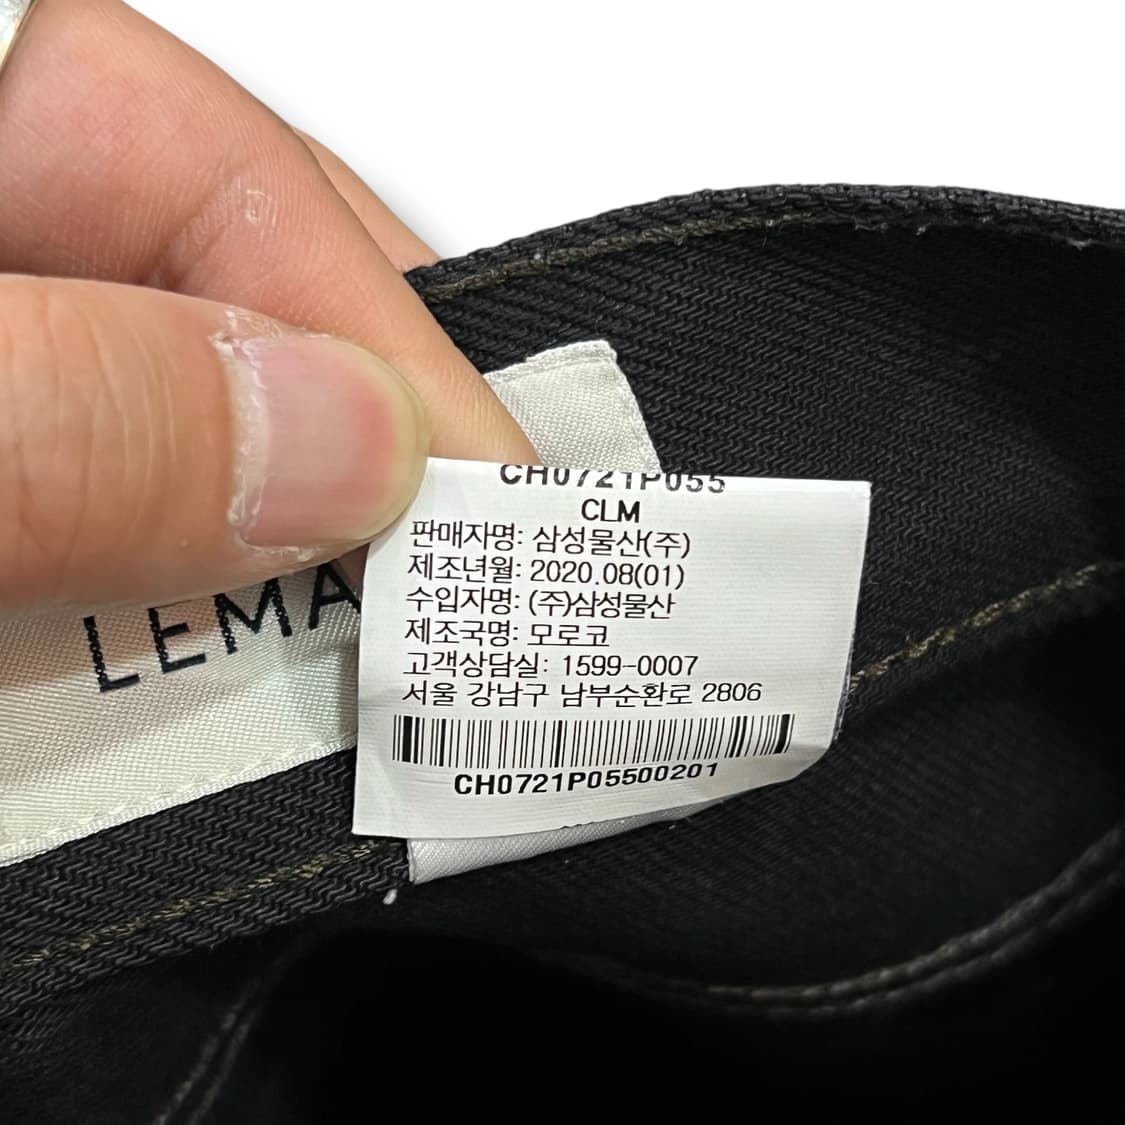 CH0721P055
CLM
판매자명: 삼성물산(주)
제조년월: 2020.08(01)
수입자명: (주)삼성물산
제조국명: 모로코
고객상담실: 1599-0007
서울 강남구 남부순환로 2806
CH0721P05500201
LEMA